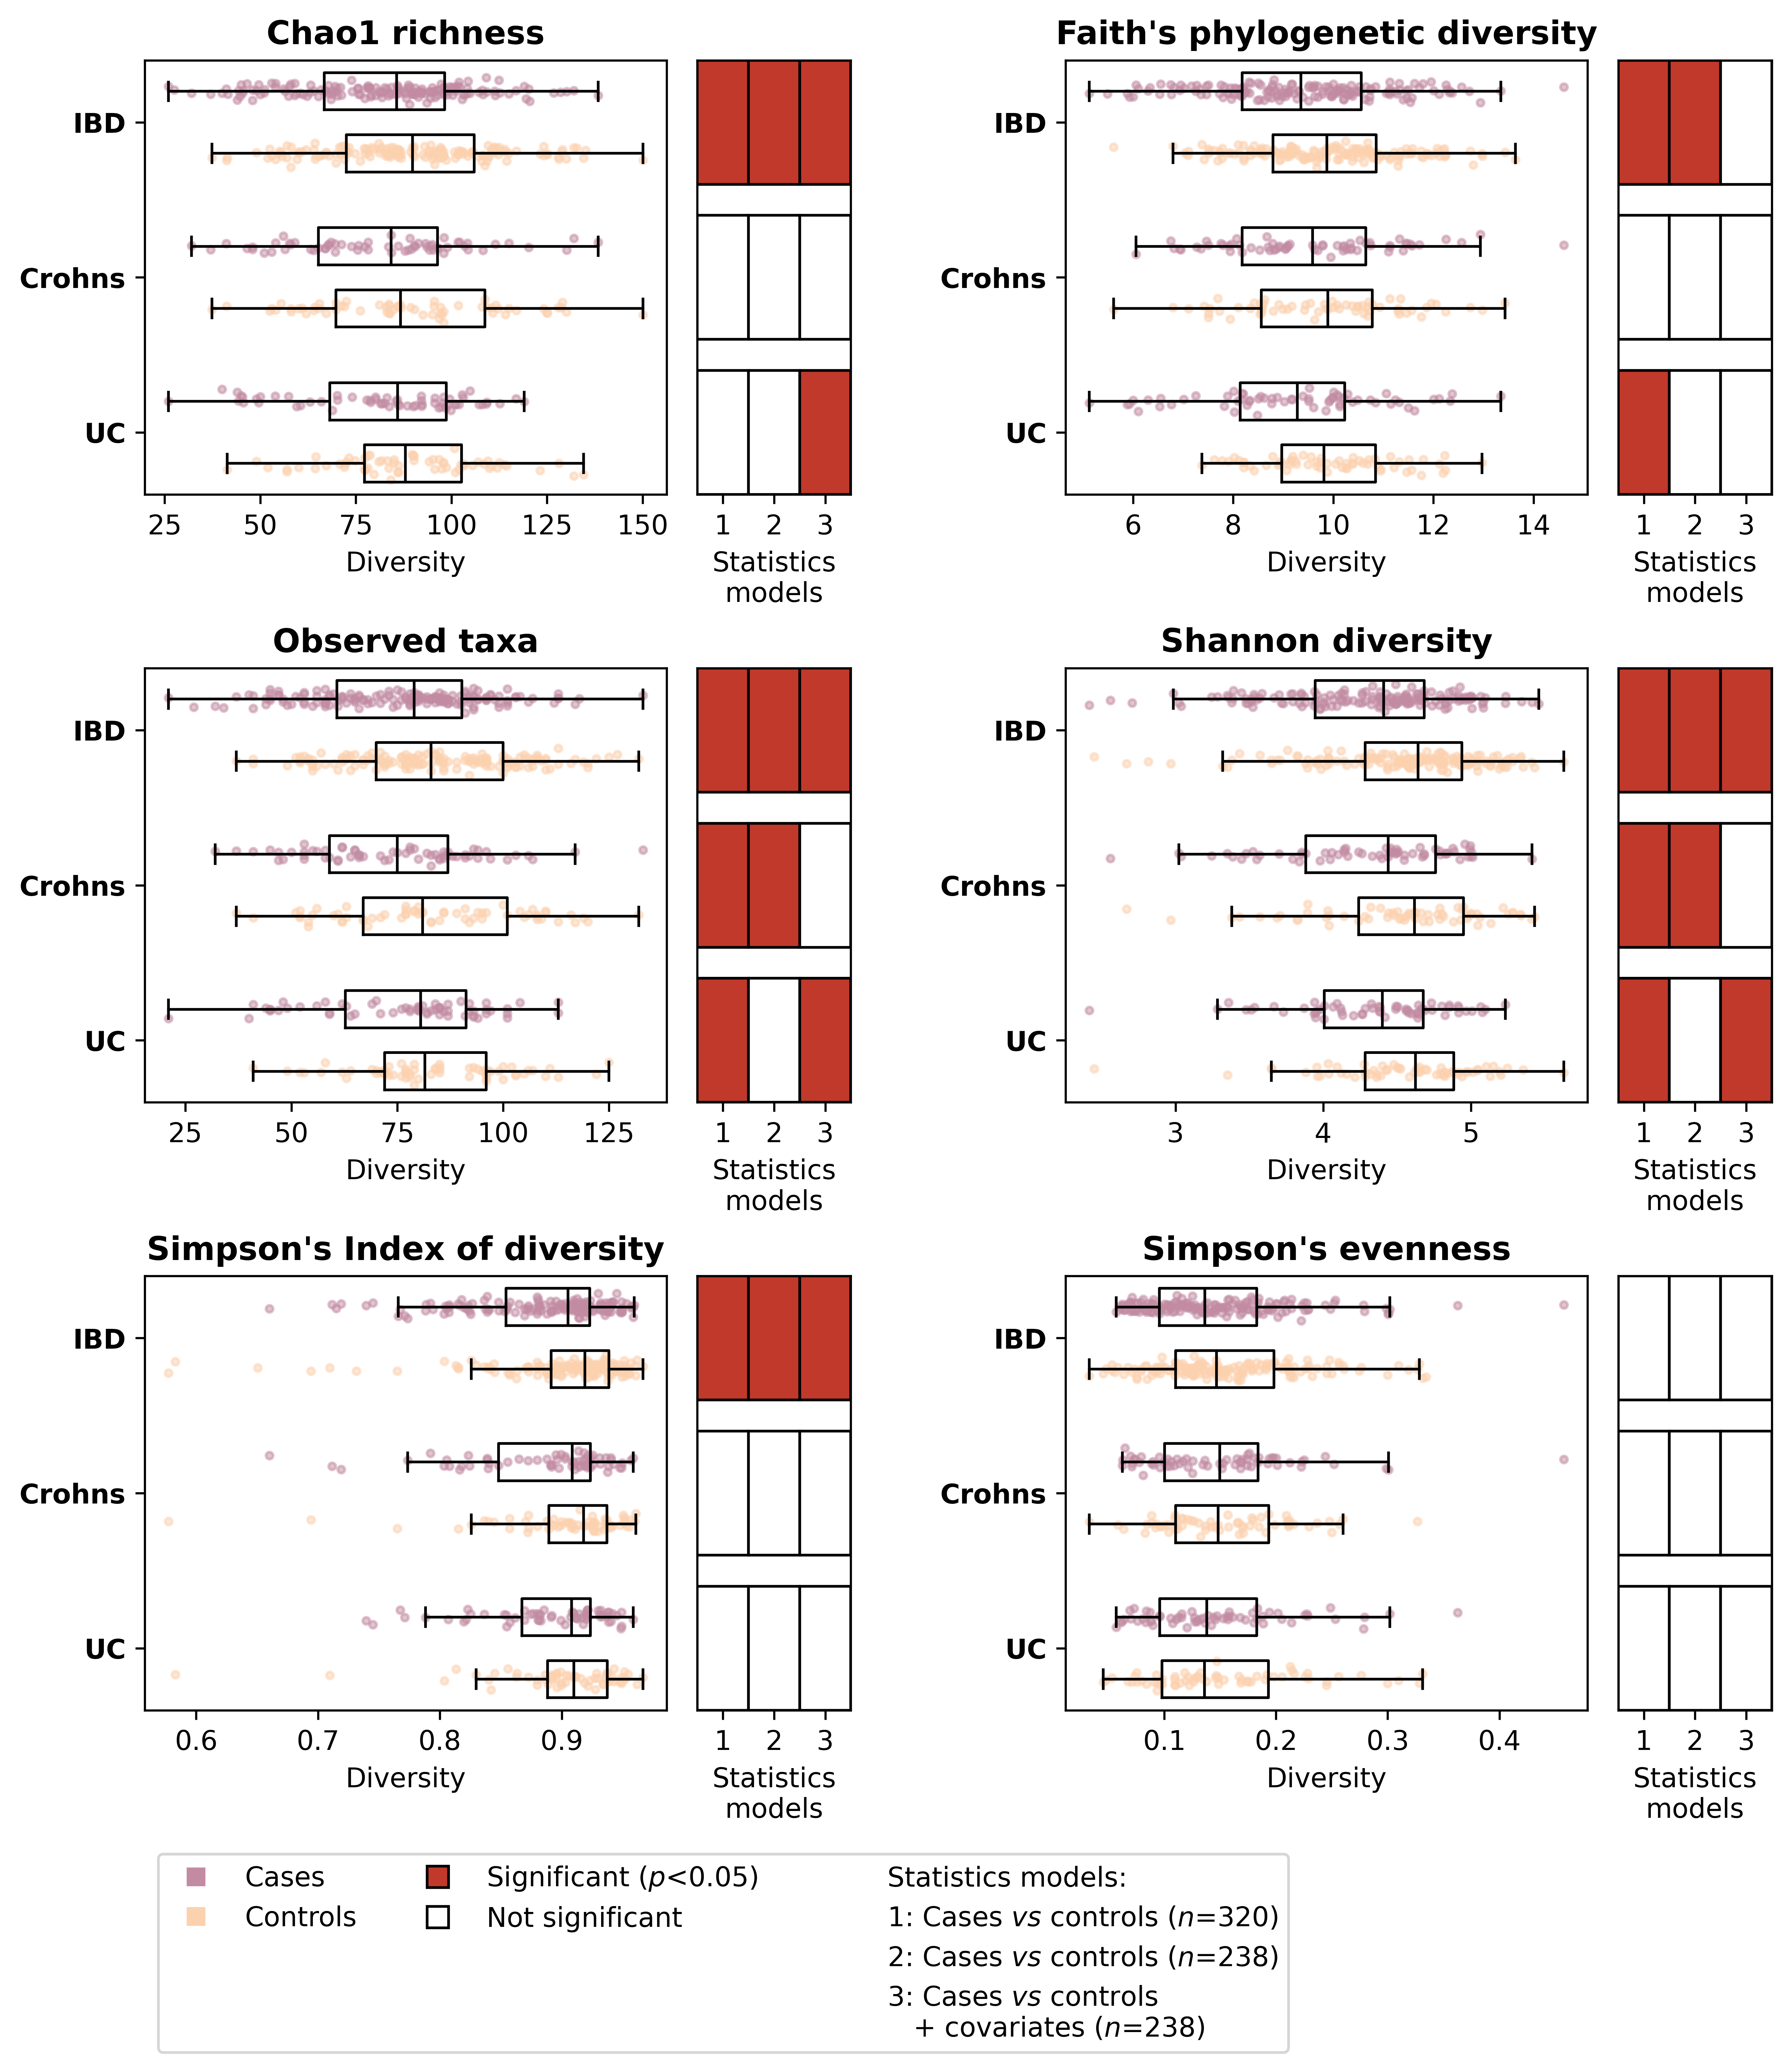 Chao1 richness
IBD
Crohns
UC
25 50 75 100 125 150
Diversity
1 2 3
Statistics
models
Faith's phylogenetic diversity
IBD
Crohns
UC
6 8 10 12 14
Diversity
1 2 3
Statistics
models
Observed taxa
IBD
Crohns
UC
25 50 75 100 125
Diversity
1 2 3
Statistics
models
Shannon diversity
IBD
Crohns
UC
3 4 5
Diversity
1 2 3
Statistics
models
Simpson's Index of diversity
IBD
Crohns
UC
0.6 0.7 0.8 0.9
Diversity
1 2 3
Statistics
models
Simpson's evenness
IBD
Crohns
UC
0.1 0.2 0.3 0.4
Diversity
1 2 3
Statistics
models
Cases
Controls
Significant (p<0.05)
Not significant
Statistics models:
1: Cases vs controls (n=320)
2: Cases vs controls (n=238)
3: Cases vs controls
+ covariates (n=238)